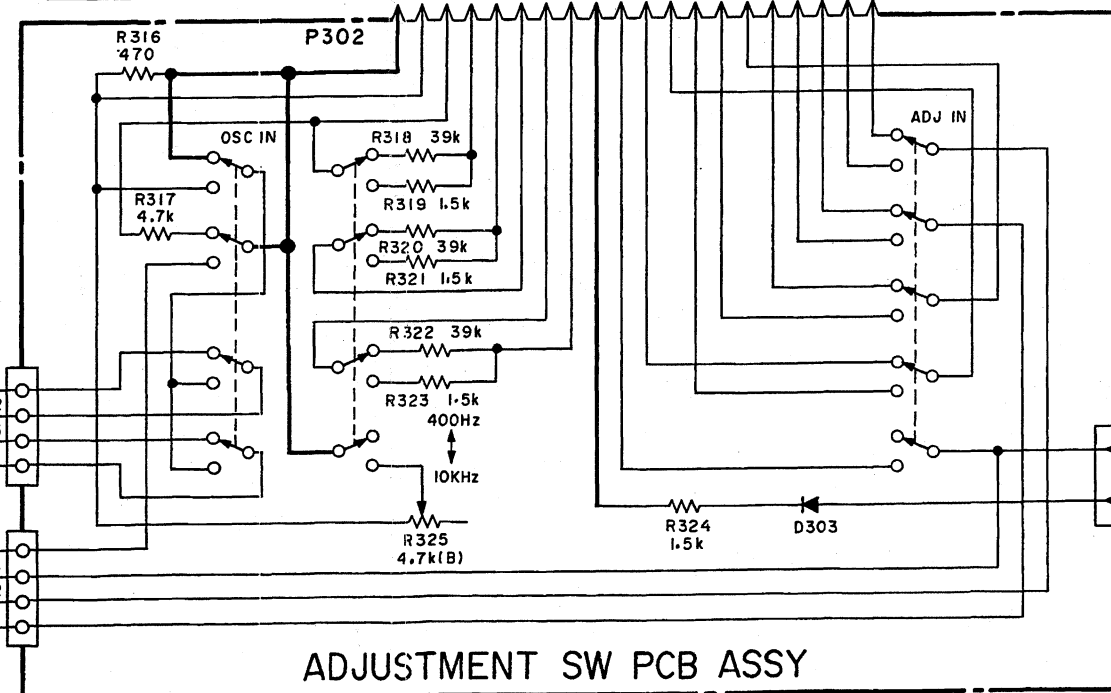 P302
R316
470
OSC IN
R318 39k
ADJ IN
R317
4.7k
R319 1.5k
R320 39k
R321 1.5k
R322 39k
R323 1.5k
400Hz
10KHz
R325
4.7k(B)
R324
1.5k
D303
ADJUSTMENT SW PCB ASSY